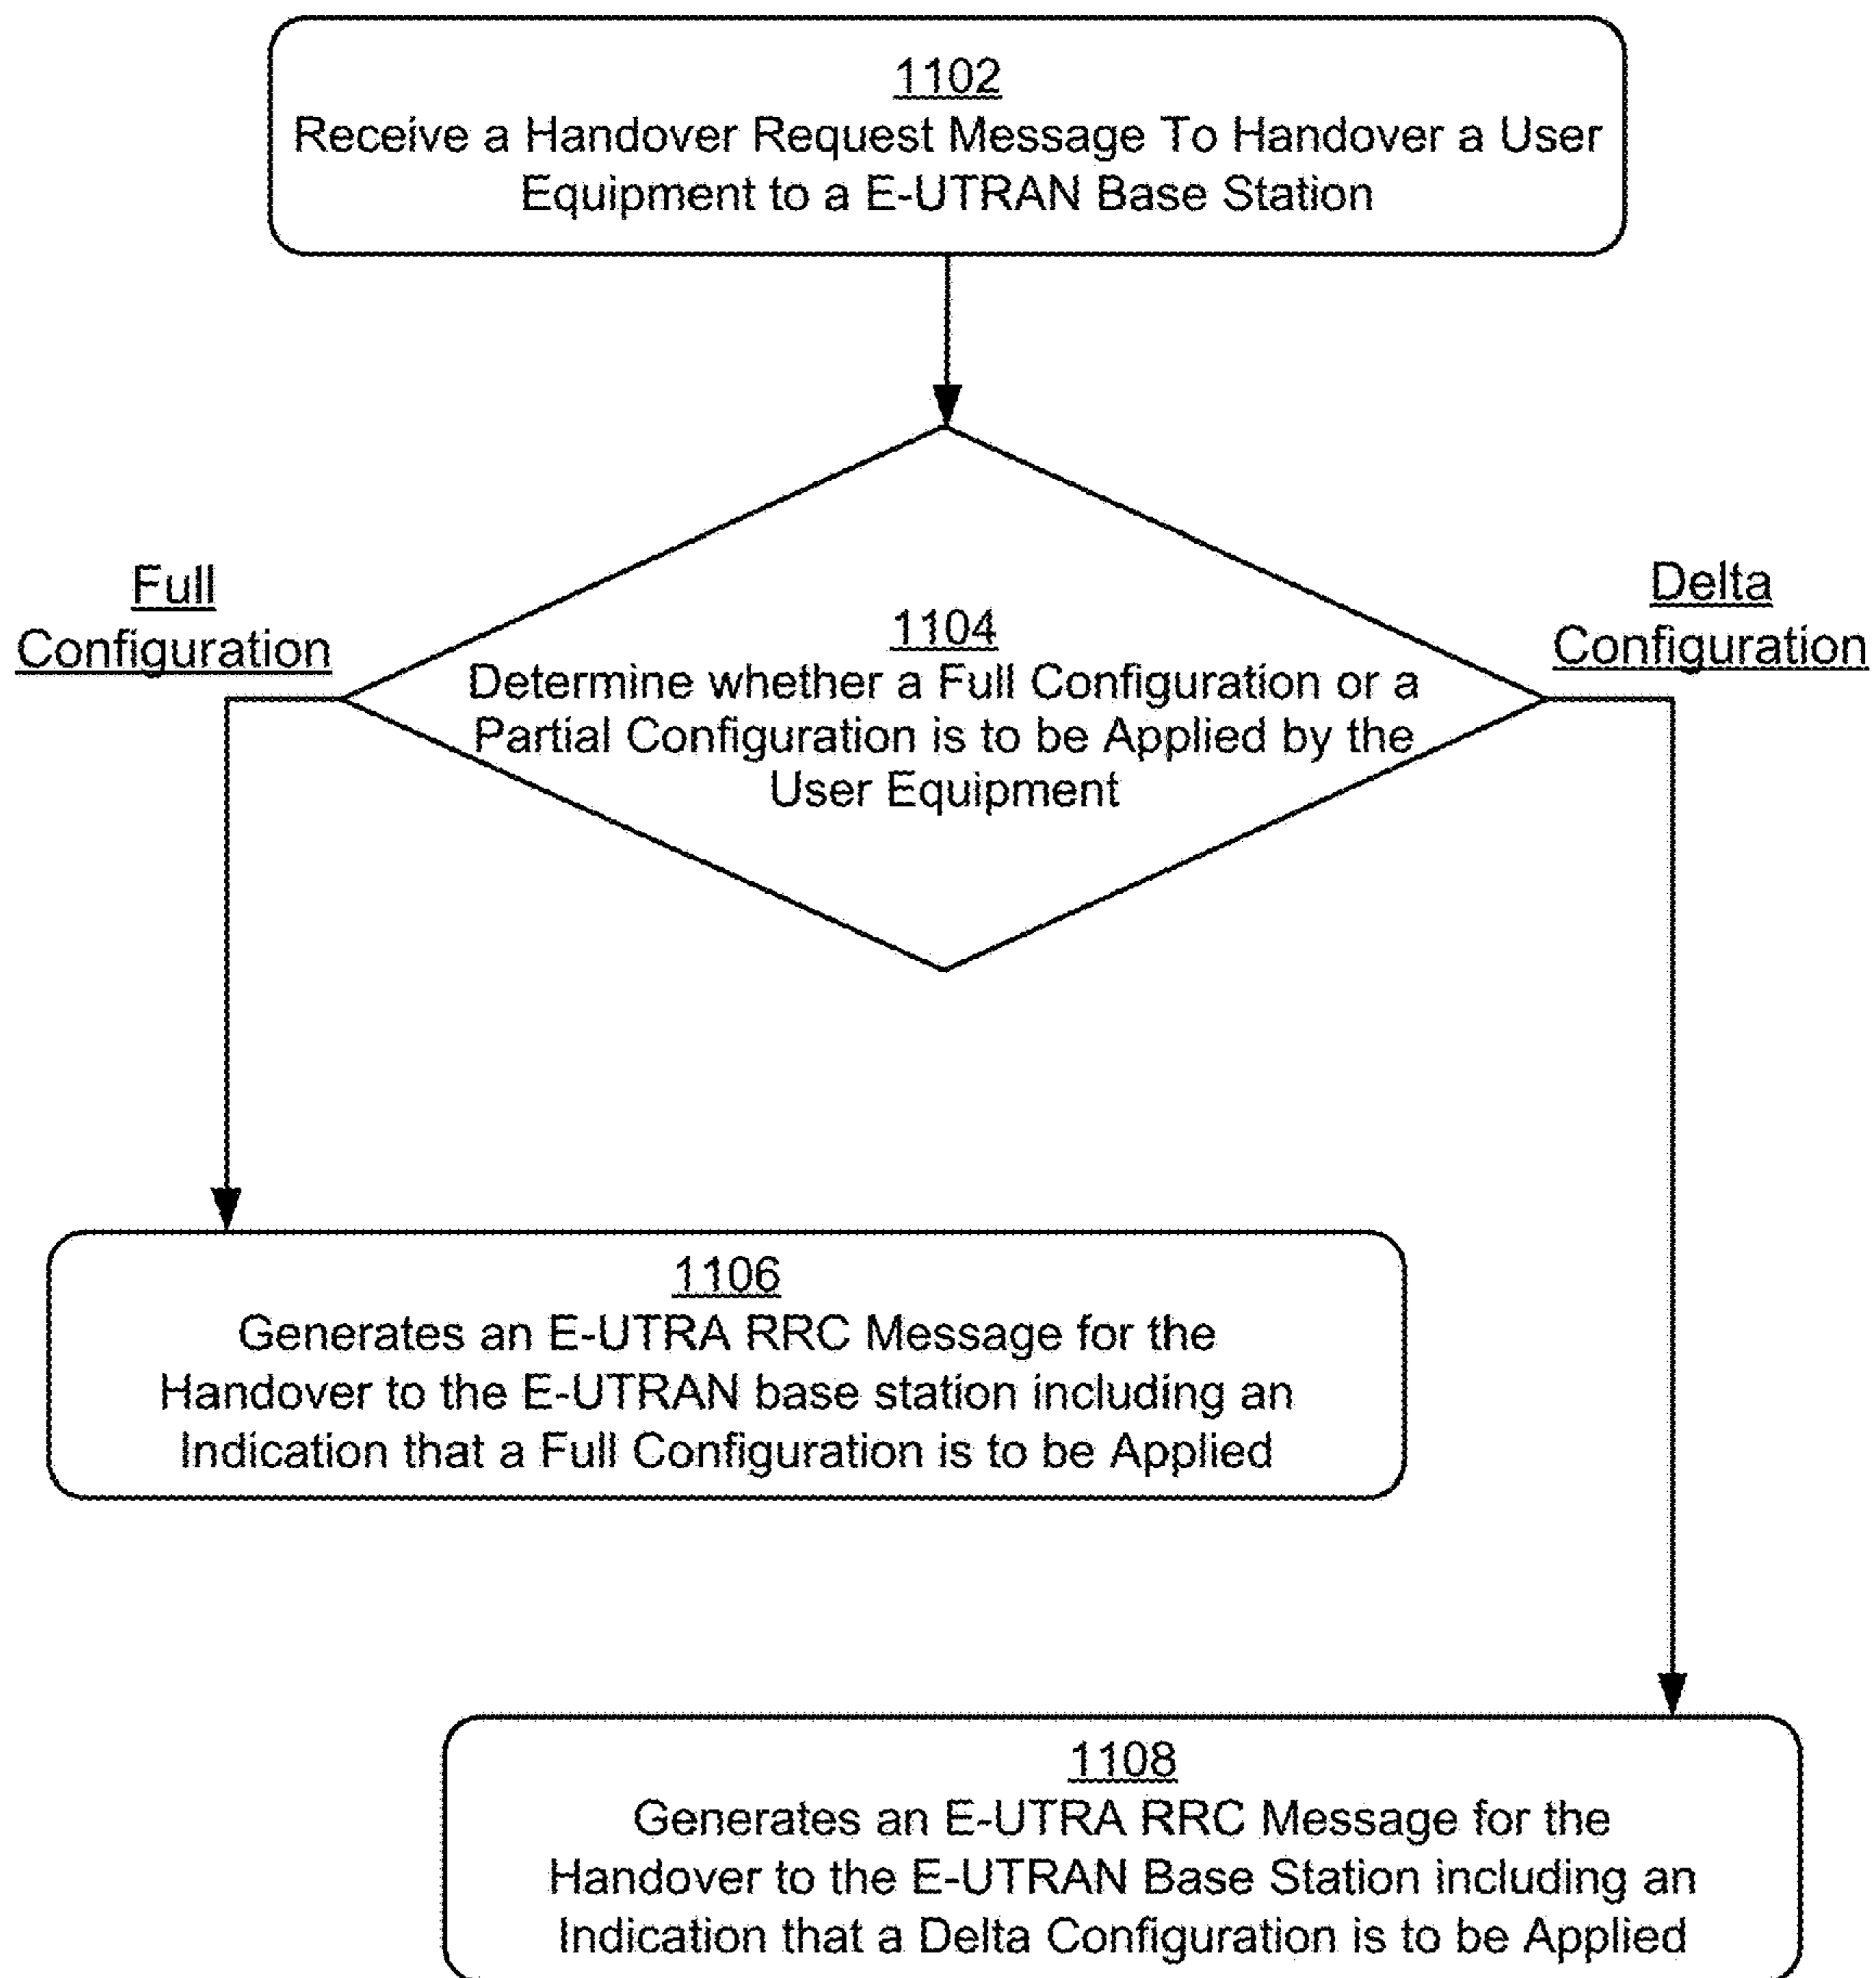 1102
Receive a Handover Request Message To Handover a User
Equipment to a E-UTRAN Base Station
Full
Configuration
Delta
Configuration
1104
Determine whether a Full Configuration or a
Partial Configuration is to be Applied by the
User Equipment
1106
Generates an E-UTRA RRC Message for the
Handover to the E-UTRAN base station including an
Indication that a Full Configuration is to be Applied
1108
Generates an E-UTRA RRC Message for the
Handover to the E-UTRAN Base Station including an
Indication that a Delta Configuration is to be Applied